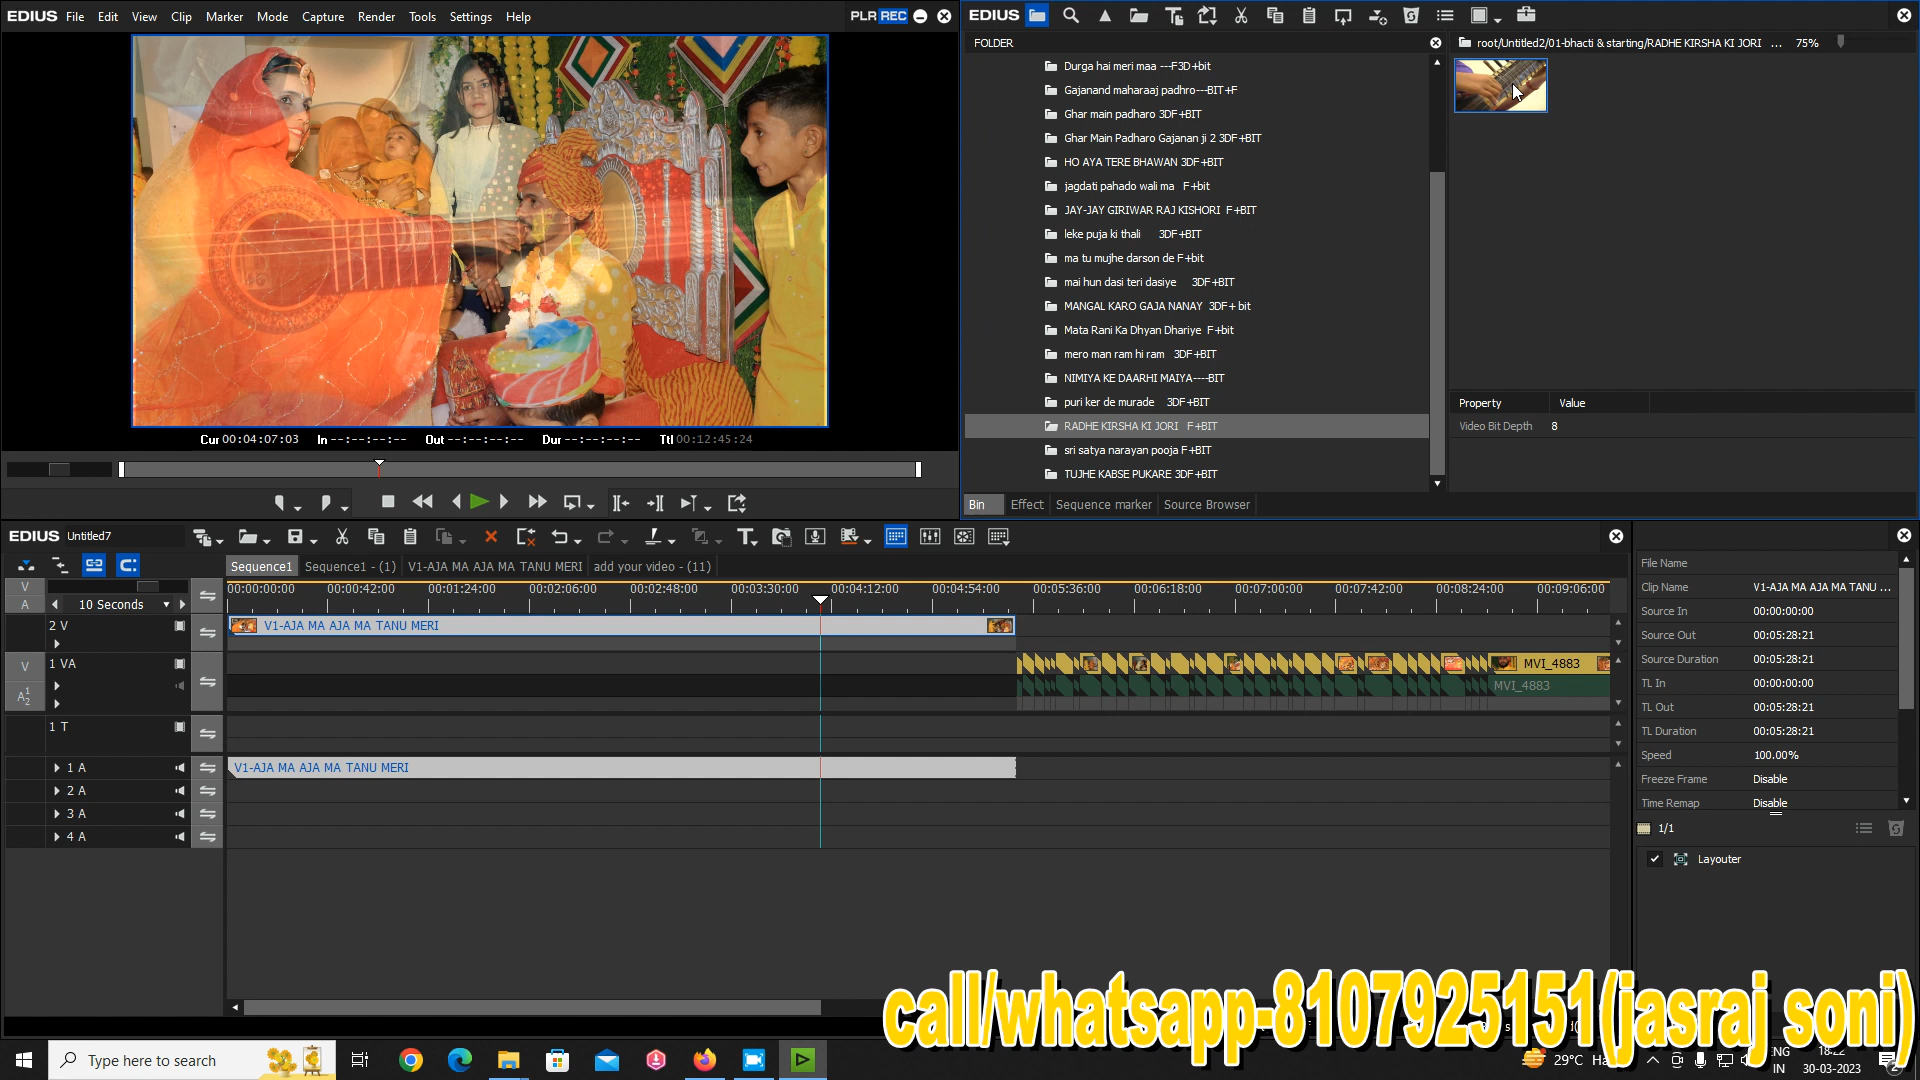 EDIUS File Edit View Clip Marker Mode Capture Render Tools Settings Help PLR REC
Cur 00:04:07:03 In --:--:--:-- Out --:--:--:-- Dur --:--:--:-- Ttl 00:12:45:24
EDIUS
FOLDER
root/Untitled2/01-bhacti & starting/RADHE KIRSHA KI JORI ... 75%
Durga hai meri maa ---F3D+bit
Gajanand maharaaj padhro---BIT+F
Ghar main padharo 3DF+BIT
Ghar Main Padharo Gajanan ji 2 3DF+BIT
HO AYA TERE BHAWAN 3DF+BIT
jagdati pahado wali ma F+bit
JAY-JAY GIRIWAR RAJ KISHORI F+BIT
leke puja ki thali 3DF+BIT
ma tu mujhe darson de F+bit
mai hun dasi teri dasiye 3DF+BIT
MANGAL KARO GAJA NANAY 3DF+ bit
Mata Rani Ka Dhyan Dhariye F+bit
mero man ram hi ram 3DF+BIT
NIMIYA KE DAARHI MAIYA----BIT
puri ker de murade 3DF+BIT
RADHE KIRSHA KI JORI F+BIT
sri satya narayan pooja F+BIT
TUJHE KABSE PUKARE 3DF+BIT
Property Value
Video Bit Depth 8
Bin Effect Sequence marker Source Browser
EDIUS Untitled7
Sequence1 Sequence1 - (1) V1-AJA MA AJA MA TANU MERI add your video - (11)
V
A
10 Seconds
00:00:00:00 00:00:42:00 00:01:24:00 00:02:06:00 00:02:48:00 00:03:30:00 00:04:12:00 00:04:54:00 00:05:36:00 00:06:18:00 00:07:00:00 00:07:42:00 00:08:24:00 00:09:06:00
2 V V1-AJA MA AJA MA TANU MERI
V 1 VA MVI_4883
A12 MVI_4883
1 T
1 A V1-AJA MA AJA MA TANU MERI
2 A
3 A
4 A
File Name
Clip Name V1-AJA MA AJA MA TANU ...
Source In 00:00:00:00
Source Out 00:05:28:21
Source Duration 00:05:28:21
TL In 00:00:00:00
TL Out 00:05:28:21
TL Duration 00:05:28:21
Speed 100.00%
Freeze Frame Disable
Time Remap Disable
1/1
Layouter
call/whatsapp-8107925151(jasraj soni)
Type here to search
29°C
ENG
IN
18:22
30-03-2023
2